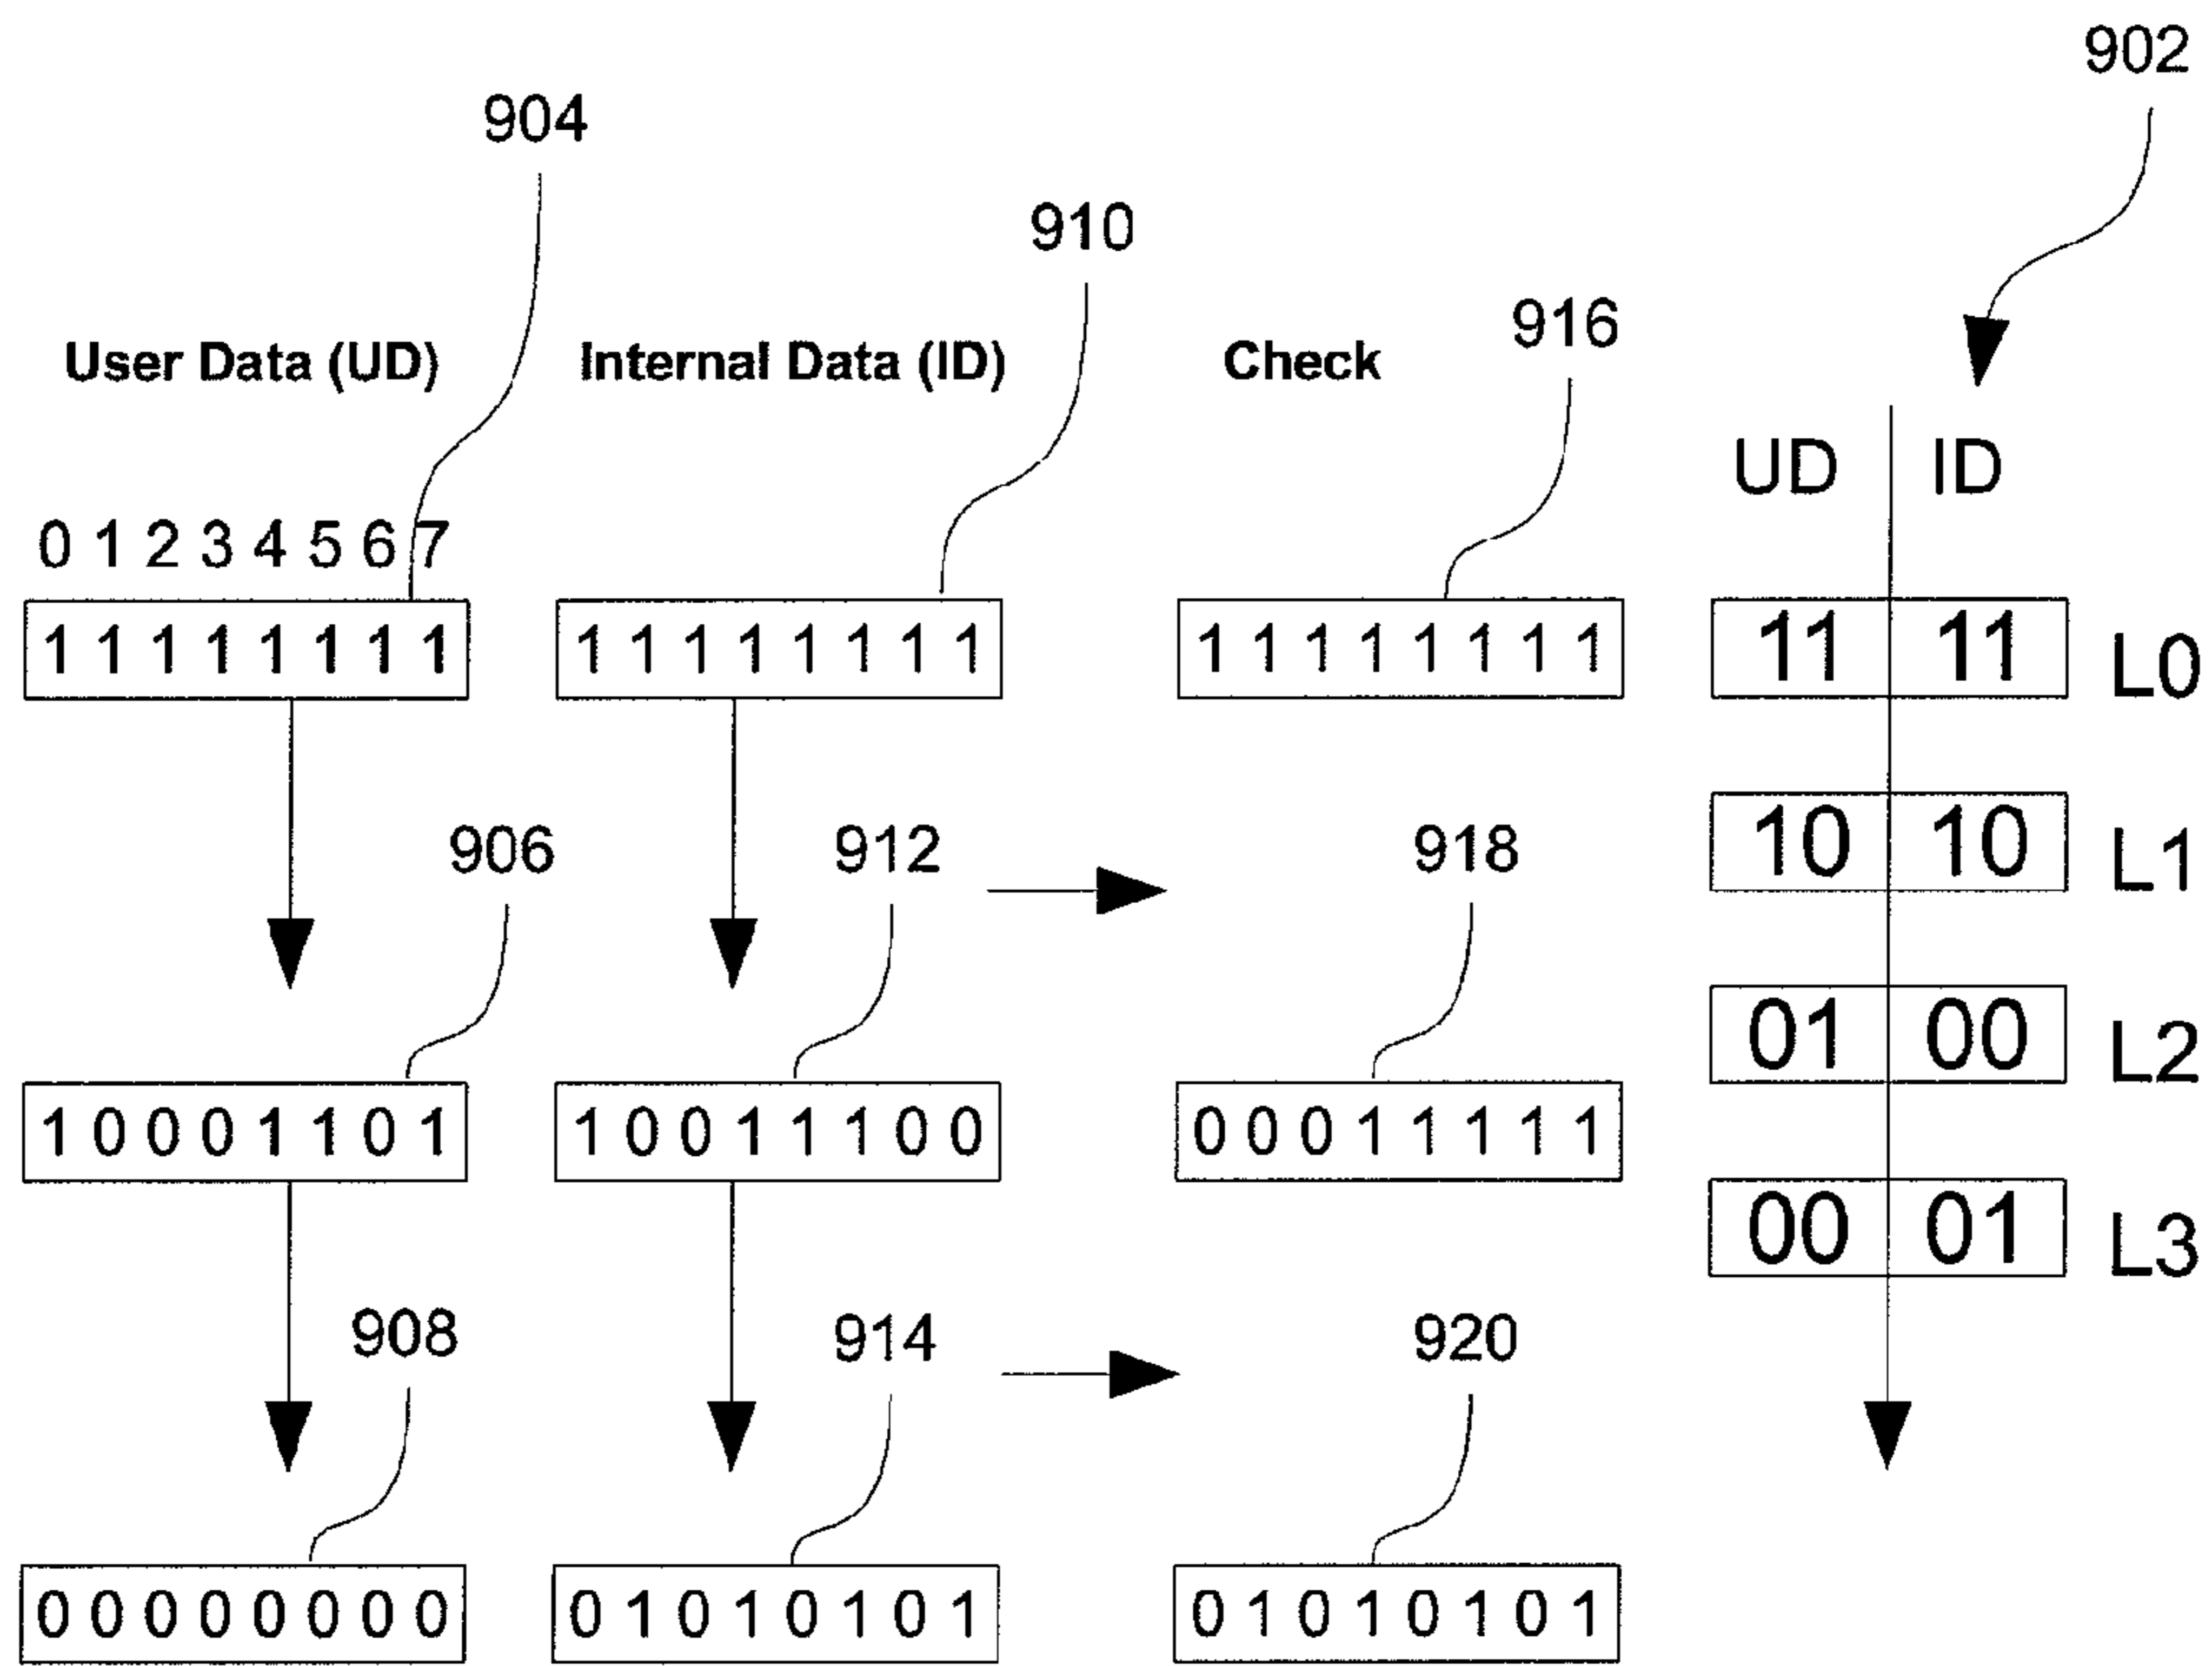 902
904
910
916
User Data (UD) Internal Data (ID) Check
UD ID
0 1 2 3 4 5 6 7
1 1 1 1 1 1 1 1 1 1 1 1 1 1 1 1 1 1 1 1 1 1 1 1 11 11 L0
906 912 918 10 10 L1
01 00 L2
1 0 0 0 1 1 0 1 1 0 0 1 1 1 0 0 0 0 0 1 1 1 1 1
00 01 L3
908 914 920
0 0 0 0 0 0 0 0 0 1 0 1 0 1 0 1 0 1 0 1 0 1 0 1